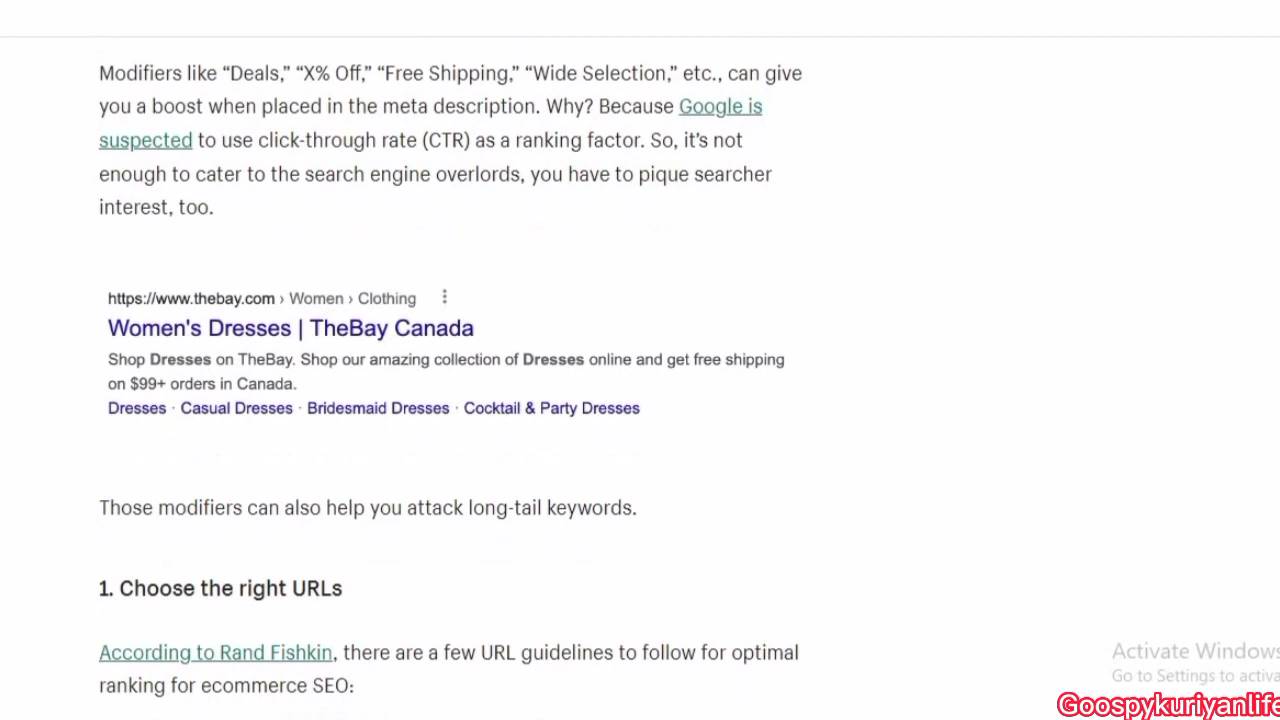 Modifiers like “Deals,” “X% Off,” “Free Shipping,” “Wide Selection,” etc., can give
you a boost when placed in the meta description. Why? Because Google is
suspected to use click-through rate (CTR) as a ranking factor. So, it’s not
enough to cater to the search engine overlords, you have to pique searcher
interest, too.
https://www.thebay.com › Women › Clothing
Women's Dresses | TheBay Canada
Shop Dresses on TheBay. Shop our amazing collection of Dresses online and get free shipping
on $99+ orders in Canada.
Dresses · Casual Dresses · Bridesmaid Dresses · Cocktail & Party Dresses
Those modifiers can also help you attack long-tail keywords.
1. Choose the right URLs
According to Rand Fishkin, there are a few URL guidelines to follow for optimal
ranking for ecommerce SEO:
Activate Windows
Go to Settings to activa
Goospykuriyanlife